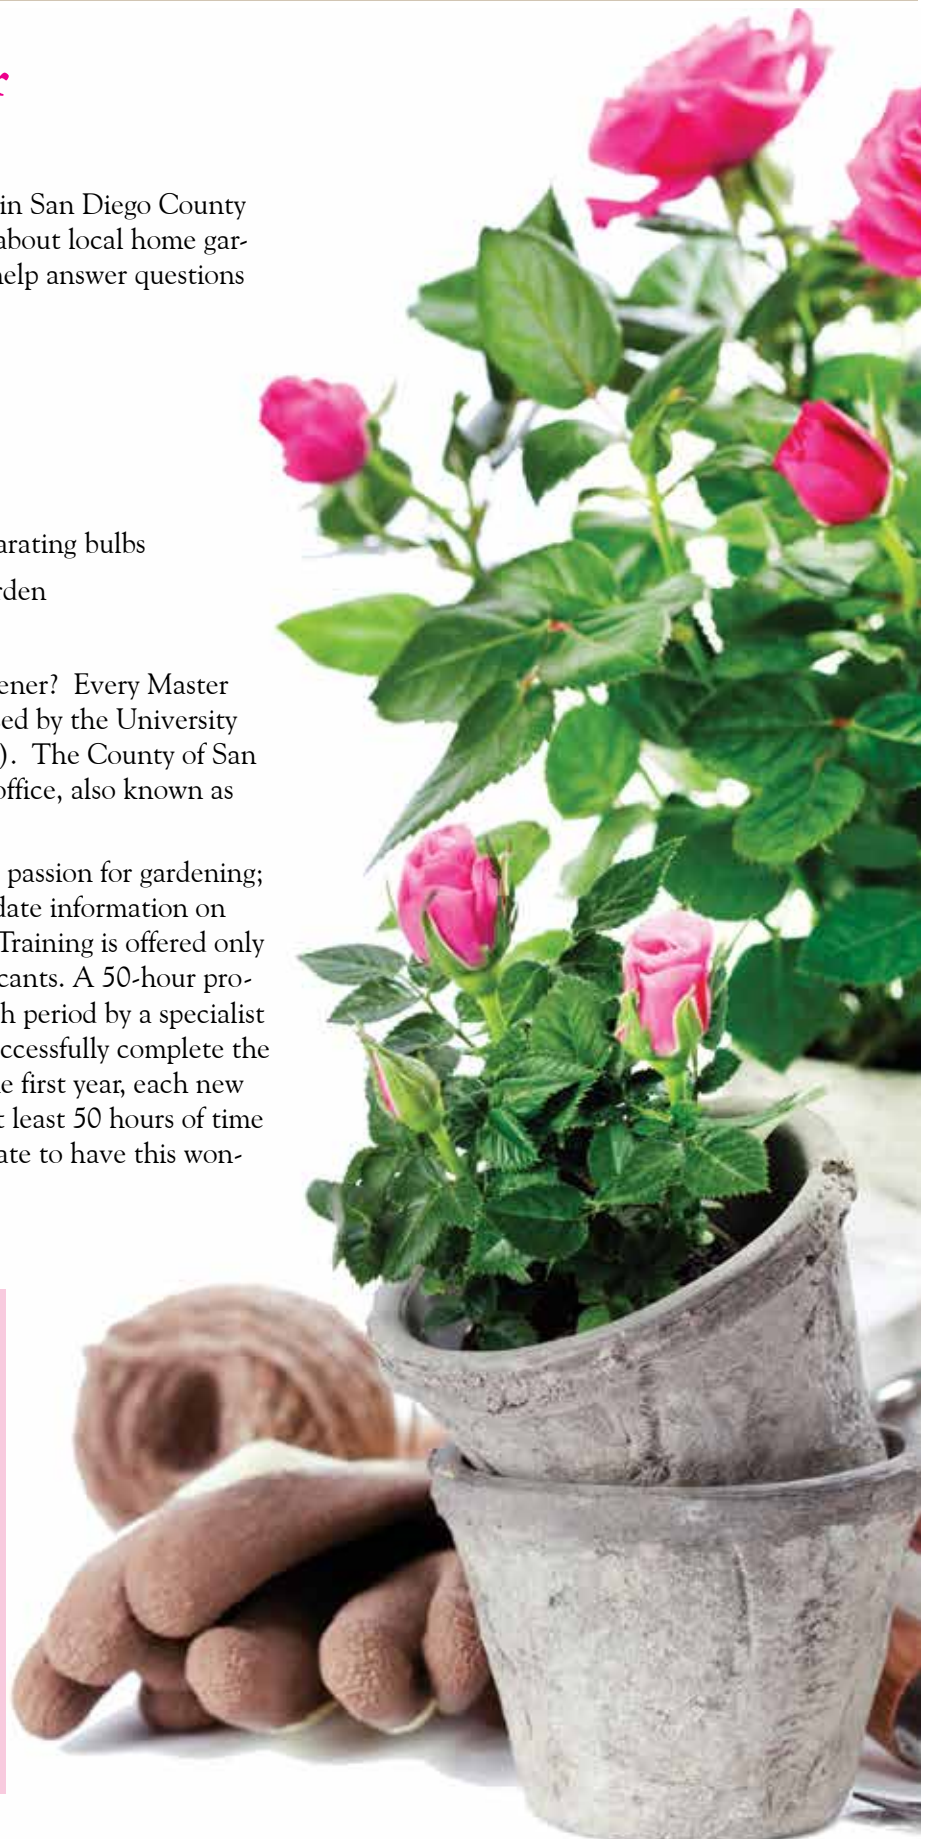 r
in San Diego County
about local home gar-
help answer questions
arating bulbs
rden
ener?  Every Master
ed by the University
).  The County of San
office, also known as
passion for gardening;
date information on
Training is offered only
cants. A 50-hour pro-
h period by a specialist
ccessfully complete the
e first year, each new
t least 50 hours of time
ate to have this won-